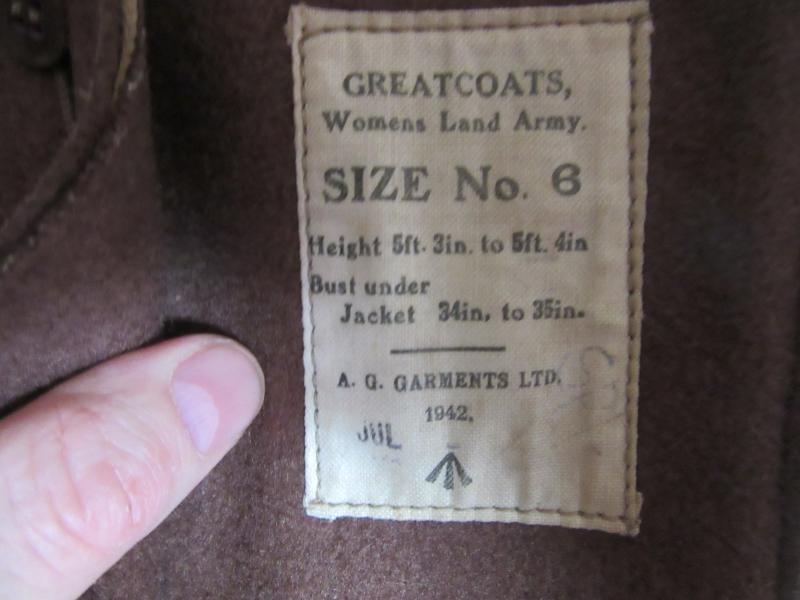 GREATCOATS,
Womens Land Army.
SIZE No. 6
Height 5ft. 3in. to 5ft. 4in
Bust under
Jacket 34in, to 35in.
A. G. GARMENTS LTD.
1942.
JUL